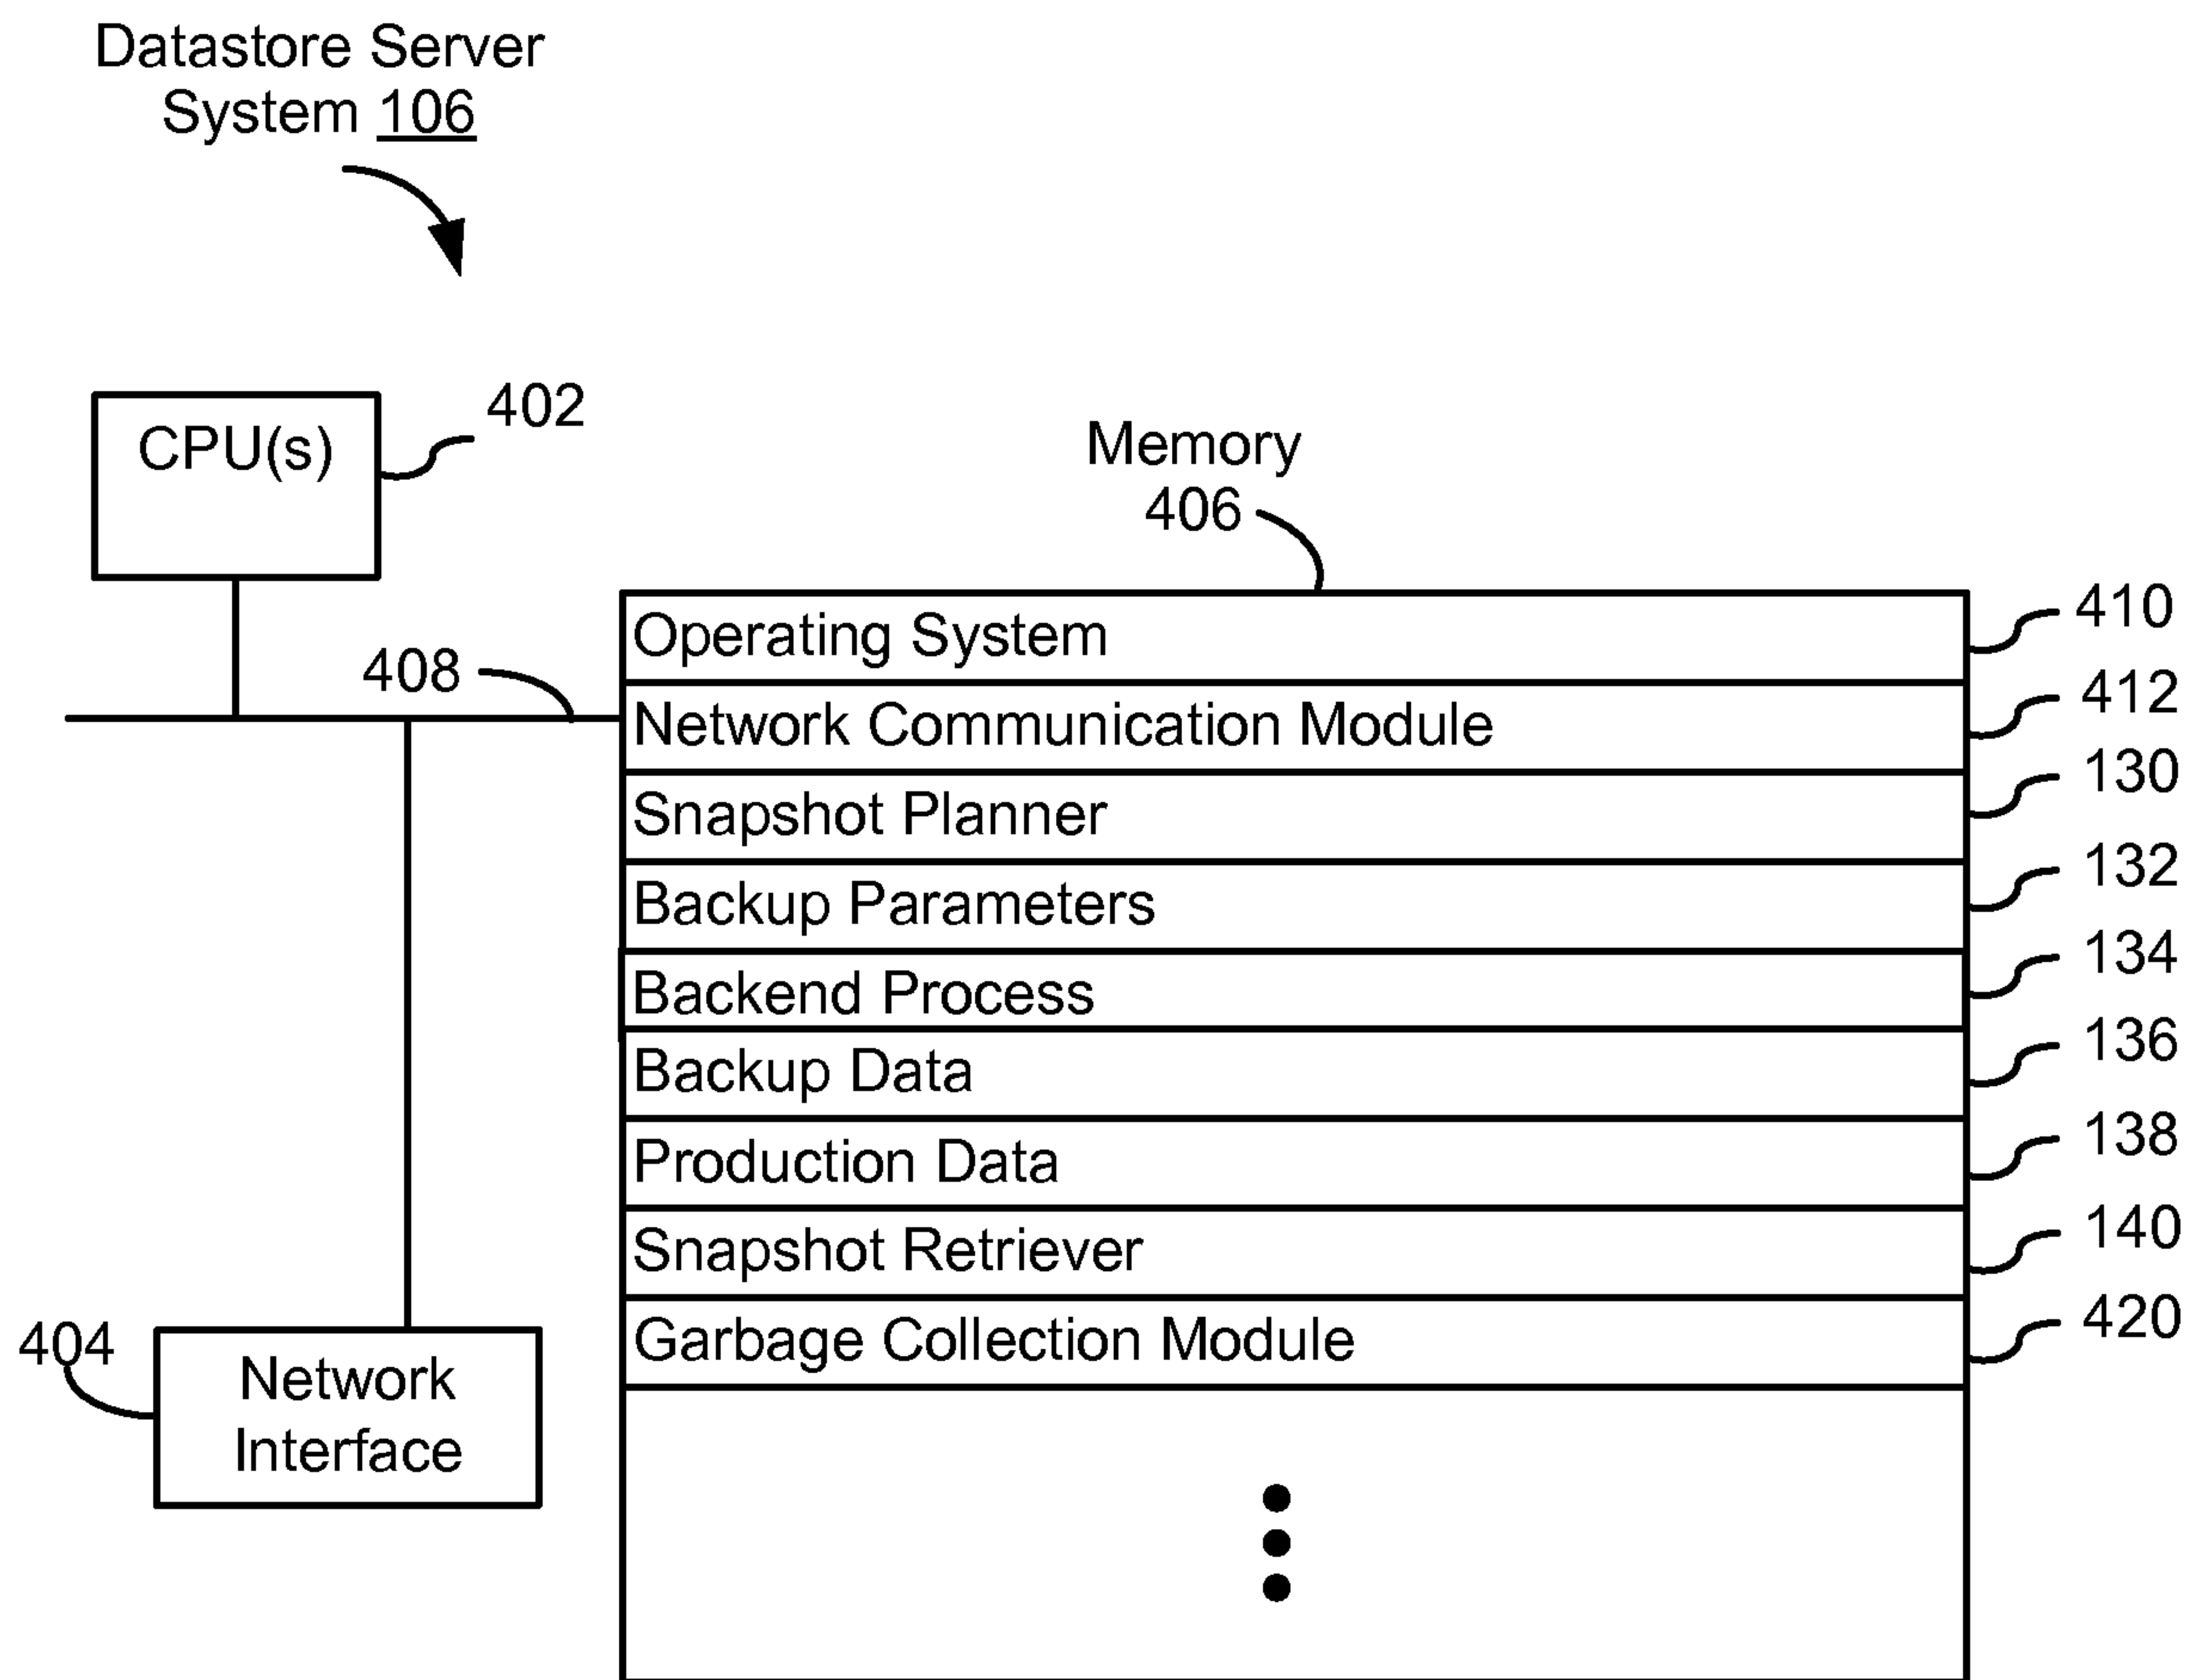 Datastore Server
System 106
CPU(s)
402
Memory
406
408
Operating System
410
Network Communication Module
412
Snapshot Planner
130
Backup Parameters
132
Backend Process
134
Backup Data
136
Production Data
138
Snapshot Retriever
140
Garbage Collection Module
420
404
Network
Interface